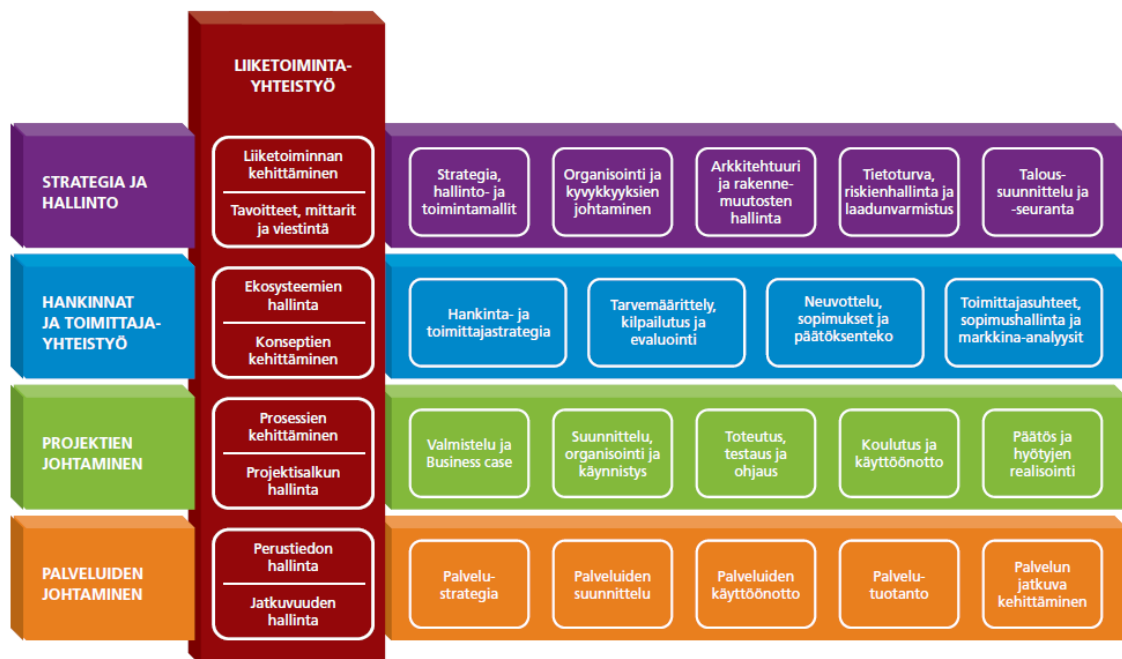 LIIKETOIMINTA-
YHTEISTYÖ
STRATEGIA JA
HALLINTO
Liiketoiminnan
kehittäminen
Tavoitteet, mittarit
ja viestintä
Strategia,
hallinto- ja
toimintamallit
Organisointi ja
kyvykkyyksien
johtaminen
Arkkitehtuuri
ja rakenne-
muutosten
hallinta
Tietoturva,
riskienhallinta ja
laadunvarmistus
Talous-
suunnittelu ja
-seuranta
HANKINNAT
JA TOIMITTAJA-
YHTEISTYÖ
Ekosysteemien
hallinta
Konseptien
kehittäminen
Hankinta- ja
toimittajastrategia
Tarvemäärittely,
kilpailutus ja
evaluointi
Neuvottelu,
sopimukset ja
päätöksenteko
Toimittajasuhteet,
sopimushallinta ja
markkina-analyysit
PROJEKTIEN
JOHTAMINEN
Prosessien
kehittäminen
Projektisalkun
hallinta
Valmistelu ja
Business case
Suunnittelu,
organisointi ja
käynnistys
Toteutus,
testaus ja
ohjaus
Koulutus ja
käyttöönotto
Päätös ja
hyötyjen
realisointi
PALVELUIDEN
JOHTAMINEN
Perustiedon
hallinta
Jatkuvuuden
hallinta
Palvelu-
strategia
Palveluiden
suunnittelu
Palveluiden
käyttöönotto
Palvelu-
tuotanto
Palvelun
jatkuva
kehittäminen